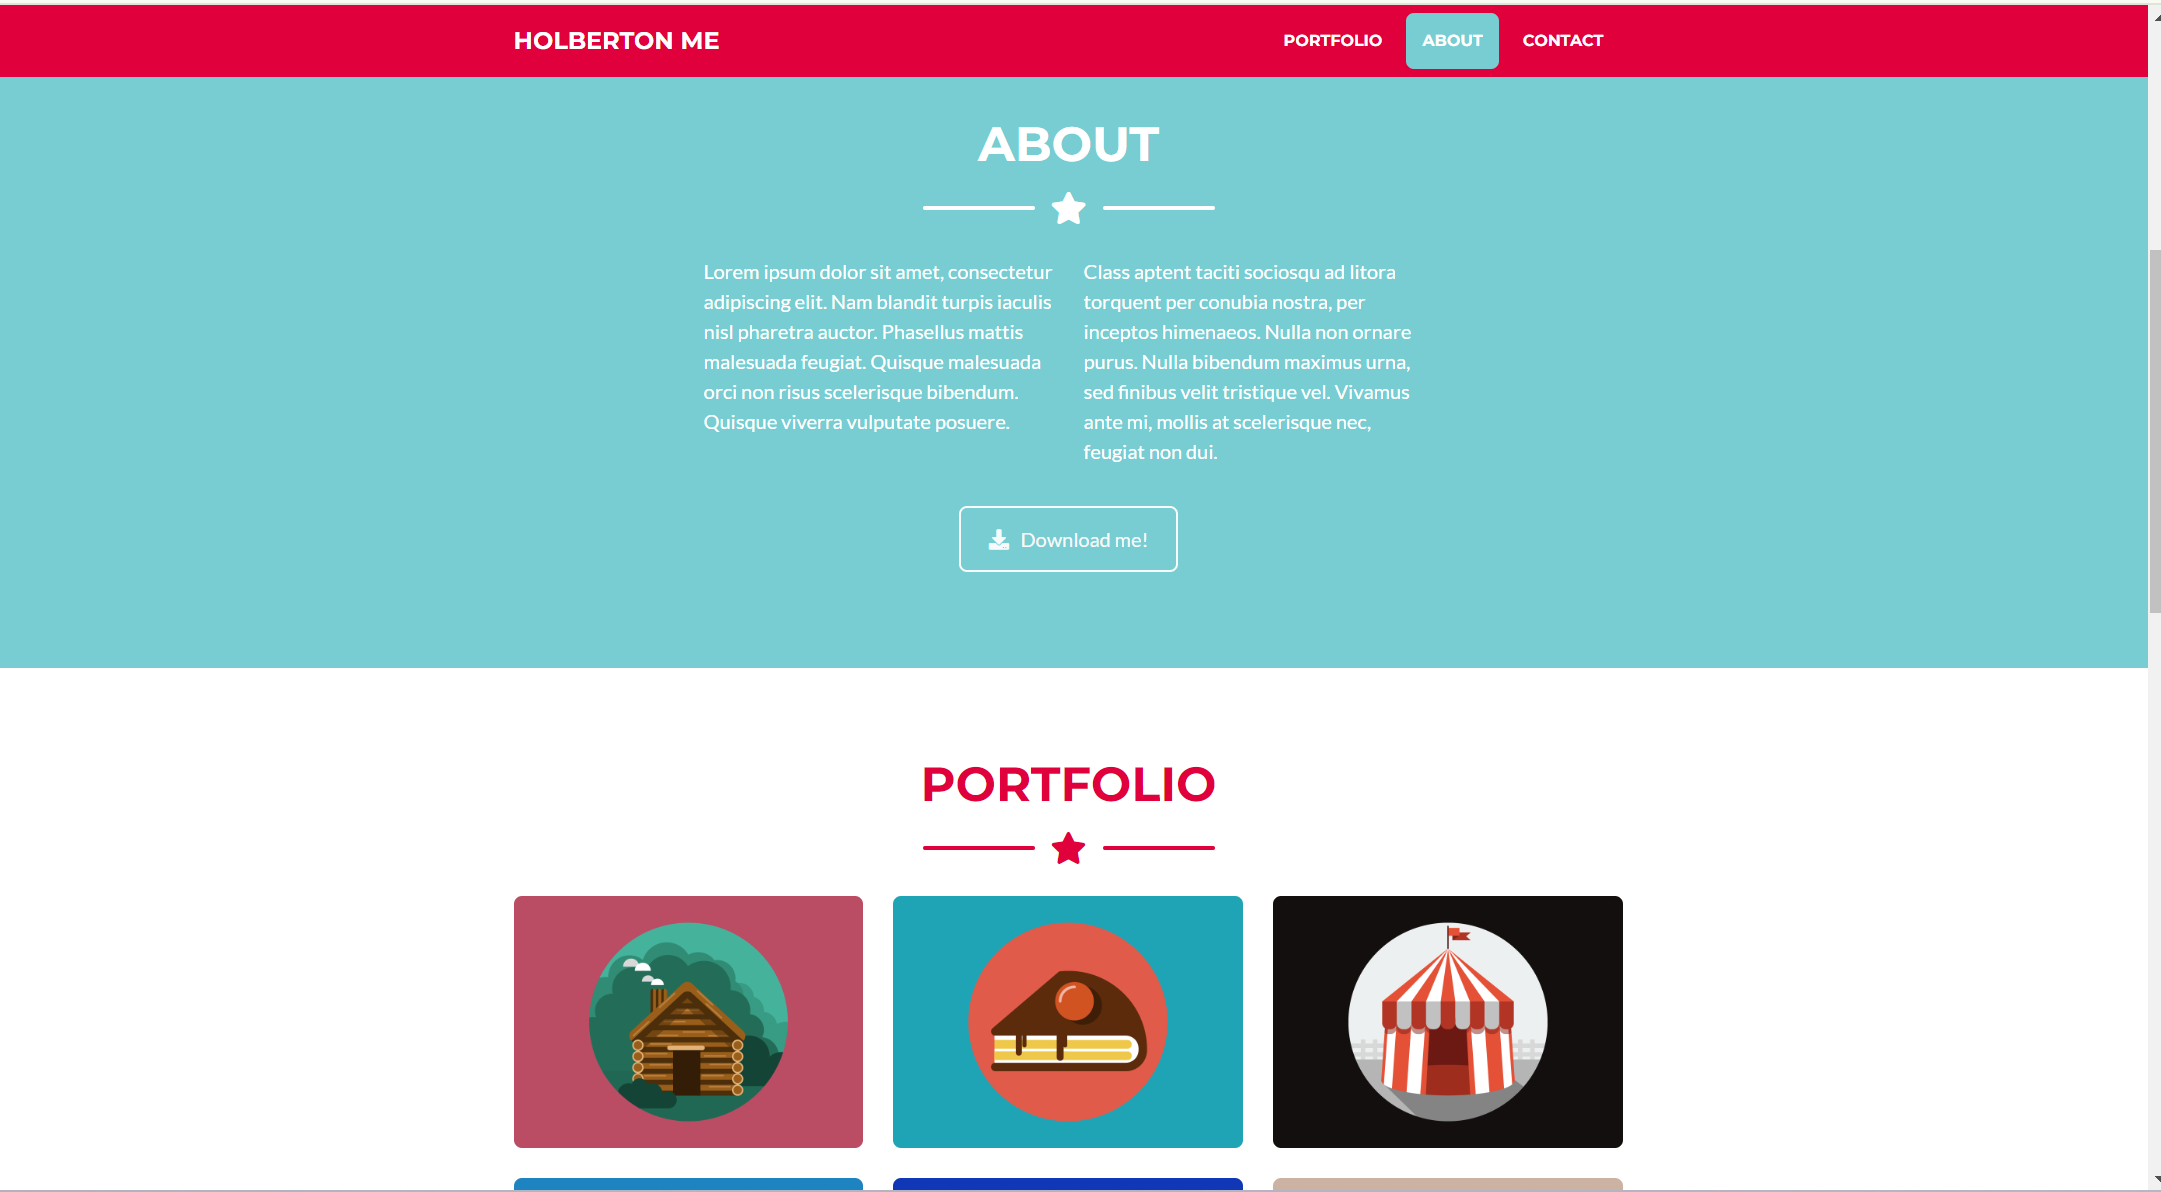 HOLBERTON ME
PORTFOLIO
ABOUT
CONTACT
ABOUT
Lorem ipsum dolor sit amet, consectetur
adipiscing elit. Nam blandit turpis iaculis
nisl pharetra auctor. Phasellus mattis
malesuada feugiat. Quisque malesuada
orci non risus scelerisque bibendum.
Quisque viverra vulputate posuere.
Class aptent taciti sociosqu ad litora
torquent per conubia nostra, per
inceptos himenaeos. Nulla non ornare
purus. Nulla bibendum maximus urna,
sed finibus velit tristique vel. Vivamus
ante mi, mollis at scelerisque nec,
feugiat non dui.
Download me!
PORTFOLIO